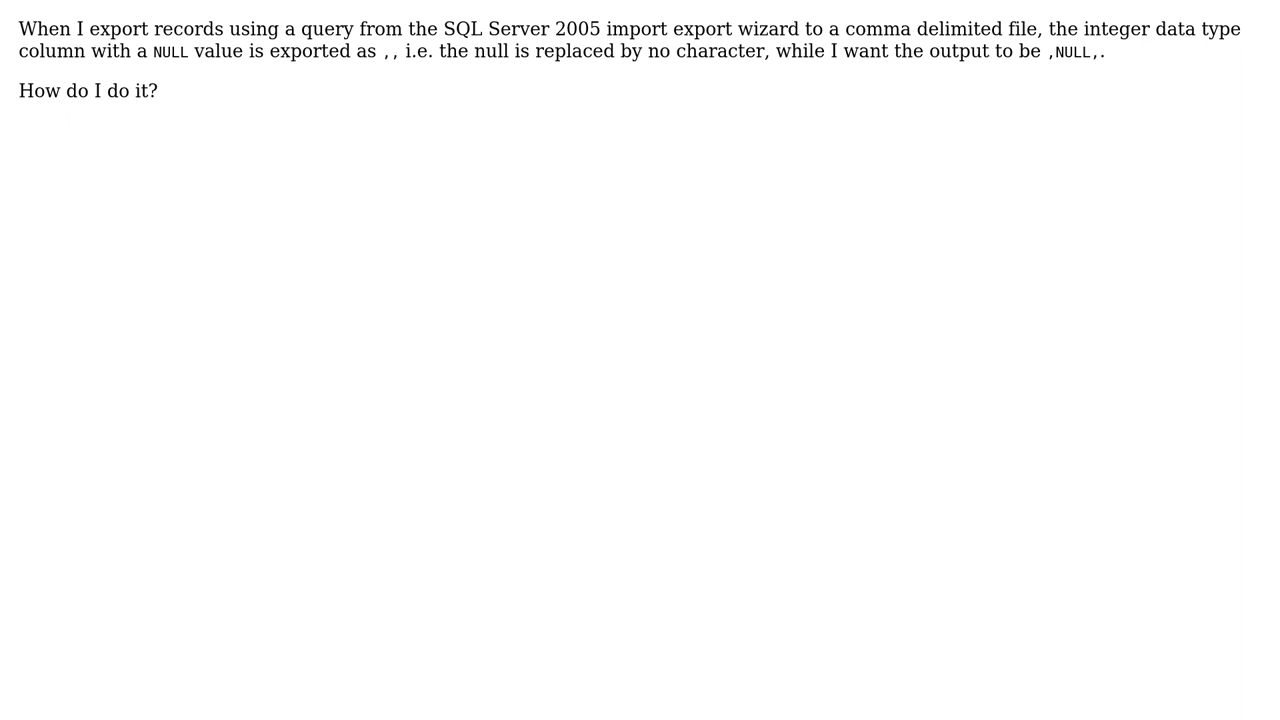 When I export records using a query from the SQL Server 2005 import export wizard to a comma delimited file, the integer data type
column with a NULL value is exported as ,, i.e. the null is replaced by no character, while I want the output to be ,NULL,.
How do I do it?